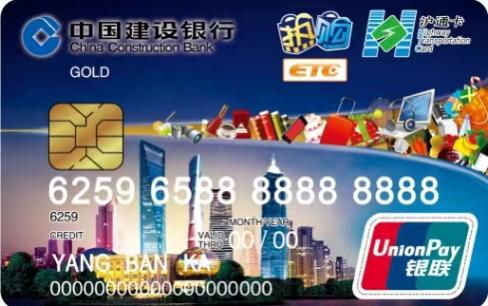 中国建设银行
China Construction Bank
GOLD
ETC
沪通卡
Highway
Transportation
Card
6259 6588 8888 8888
6259
CREDIT
MONTH YEAR
VALID
THRU
00/00
YANG BAN KA
000000000000000000000
UnionPay
银联